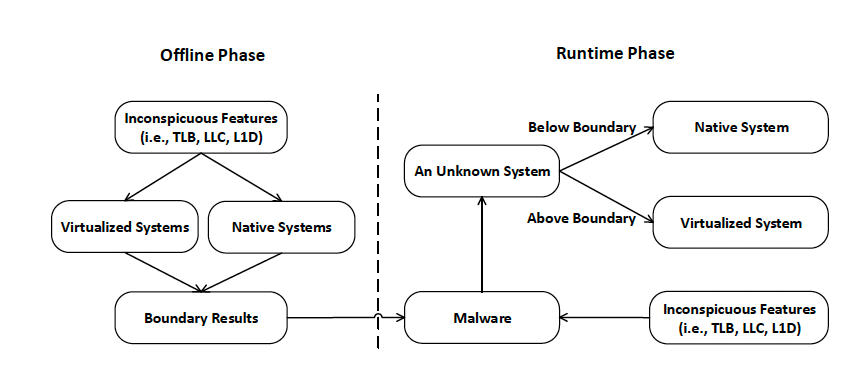 Offline Phase
Runtime Phase
Inconspicuous Features
(i.e., TLB, LLC, L1D)
Virtualized Systems
Native Systems
Boundary Results
An Unknown System
Below Boundary
Native System
Above Boundary
Virtualized System
Malware
Inconspicuous Features
(i.e., TLB, LLC, L1D)